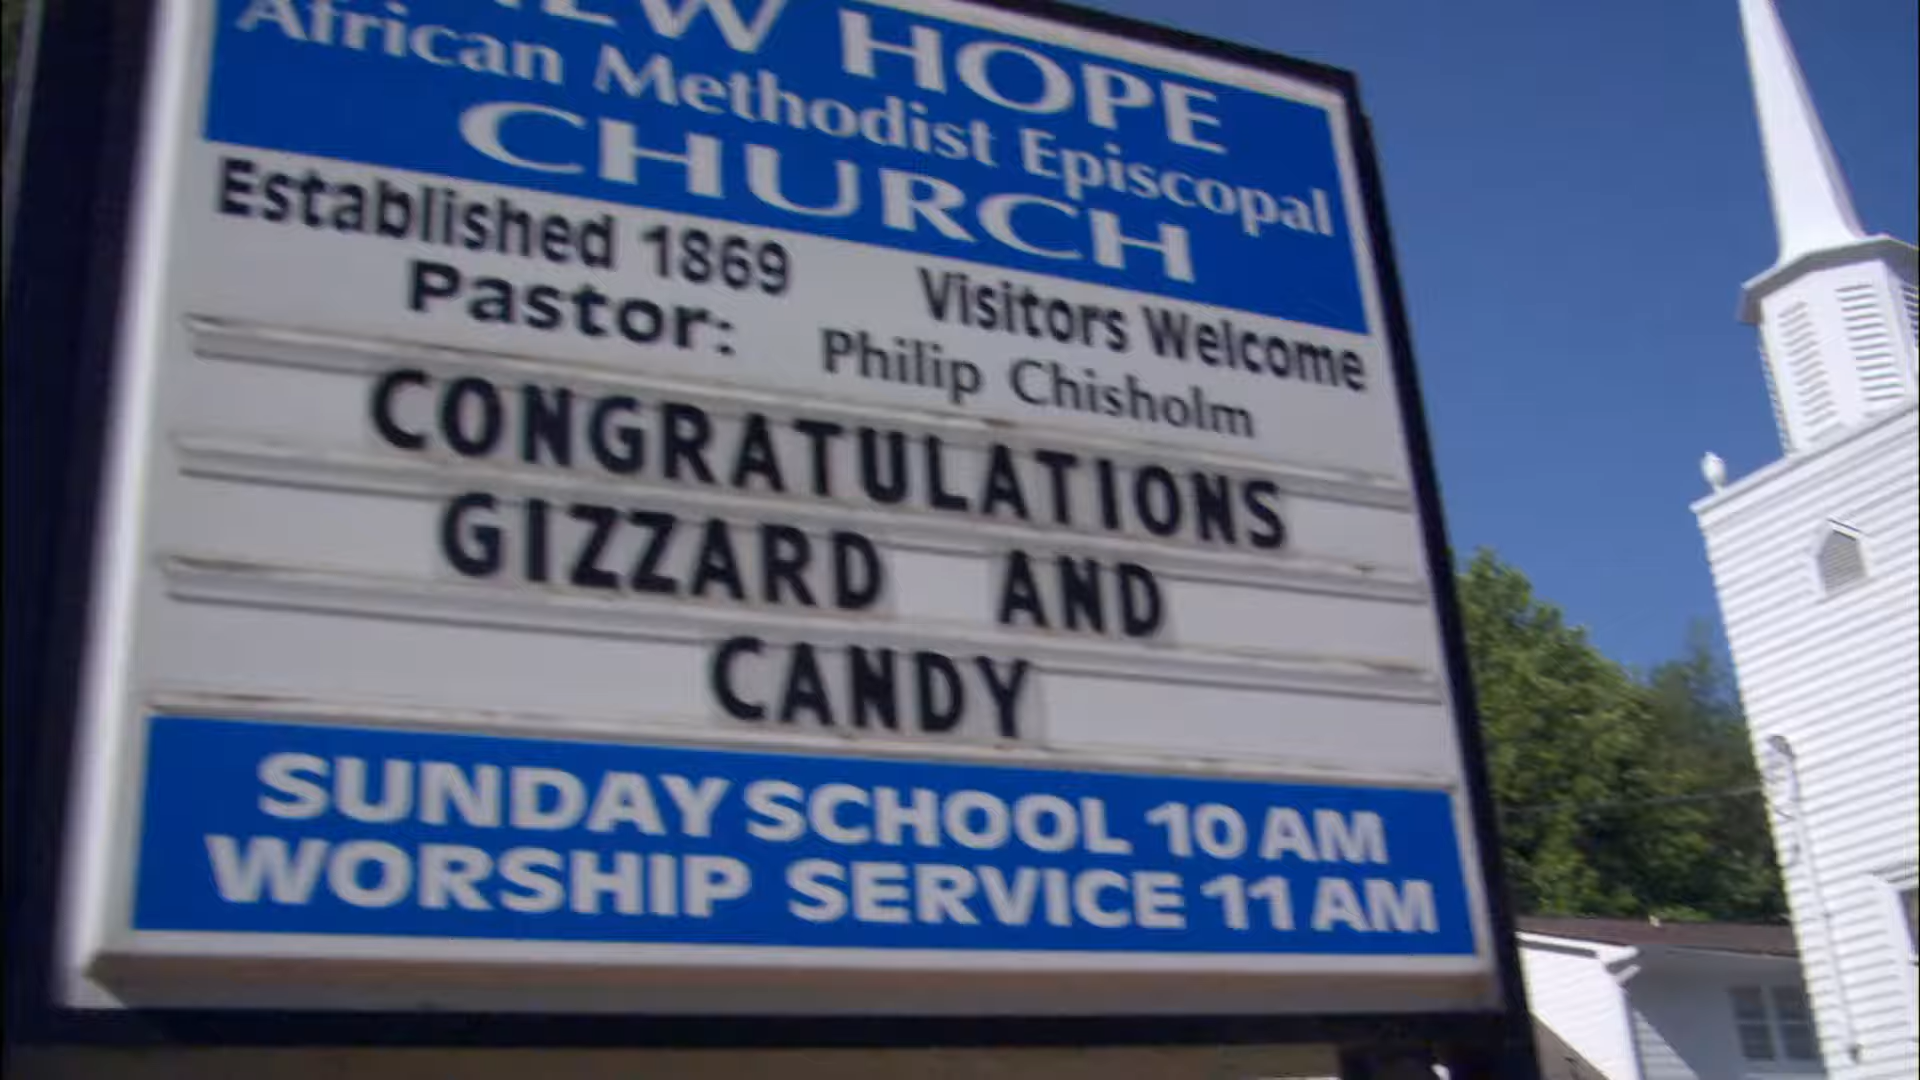 NEW HOPE
African Methodist Episcopal
CHURCH
Established 1869 Visitors Welcome
Pastor: Philip Chisholm
CONGRATULATIONS
GIZZARD AND
CANDY
SUNDAY SCHOOL 10 AM
WORSHIP SERVICE 11 AM